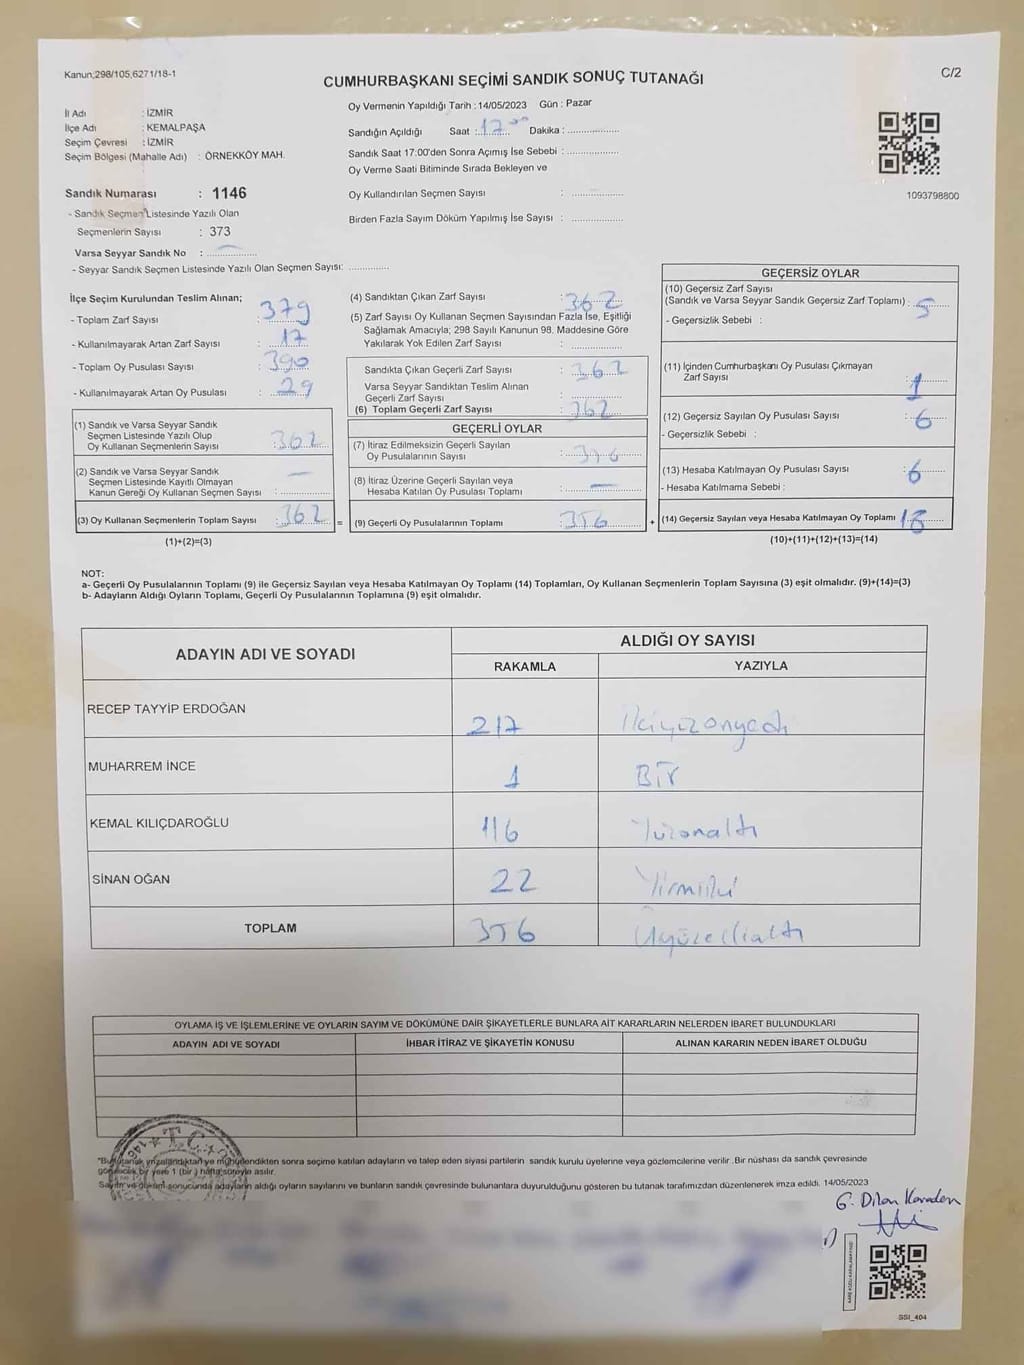 Kanun;298/105,6271/18-1
C/2
CUMHURBAŞKANI SEÇİMİ SANDIK SONUÇ TUTANAĞI
İl Adı : İZMİR
İlçe Adı : KEMALPAŞA
Seçim Çevresi : İZMİR
Seçim Bölgesi (Mahalle Adı) : ÖRNEKKÖY MAH.
Sandık Numarası : 1146
- Sandık Seçmen Listesinde Yazılı Olan
Seçmenlerin Sayısı : 373
Varsa Seyyar Sandık No : ...............
- Seyyar Sandık Seçmen Listesinde Yazılı Olan Seçmen Sayısı: ............
Oy Vermenin Yapıldığı Tarih : 14/05/2023 Gün : Pazar
Sandığın Açıldığı Saat : 17.00 Dakika : ................
Sandık Saat 17:00'den Sonra Açımış İse Sebebi : ................
Oy Verme Saati Bitiminde Sırada Bekleyen ve
Oy Kullandırılan Seçmen Sayısı : ................
Birden Fazla Sayım Döküm Yapılmış İse Sayısı : ................
1093798800
İlçe Seçim Kurulundan Teslim Alınan;
- Toplam Zarf Sayısı : 379
- Kullanılmayarak Artan Zarf Sayısı : 17
- Toplam Oy Pusulası Sayısı : 390
- Kullanılmayarak Artan Oy Pusulası : 29
(1) Sandık ve Varsa Seyyar Sandık
Seçmen Listesinde Yazılı Olup
Oy Kullanan Seçmenlerin Sayısı : 362
(2) Sandık ve Varsa Seyyar Sandık
Seçmen Listesinde Kayıtlı Olmayan
Kanun Gereği Oy Kullanan Seçmen Sayısı : —
(3) Oy Kullanan Seçmenlerin Toplam Sayısı : 362 =
(1)+(2)=(3)
(4) Sandıktan Çıkan Zarf Sayısı : 362
(5) Zarf Sayısı Oy Kullanan Seçmen Sayısından Fazla İse, Eşitliği
Sağlamak Amacıyla; 298 Sayılı Kanunun 98. Maddesine Göre
Yakılarak Yok Edilen Zarf Sayısı : ................
Sandıkta Çıkan Geçerli Zarf Sayısı : 362
Varsa Seyyar Sandıktan Teslim Alınan
Geçerli Zarf Sayısı : ................
(6) Toplam Geçerli Zarf Sayısı : 362
GEÇERLİ OYLAR
(7) İtiraz Edilmeksizin Geçerli Sayılan
Oy Pusulalarının Sayısı : 356
(8) İtiraz Üzerine Geçerli Sayılan veya
Hesaba Katılan Oy Pusulası Toplamı : —
(9) Geçerli Oy Pusulalarının Toplamı : 356 +
GEÇERSİZ OYLAR
(10) Geçersiz Zarf Sayısı
(Sandık ve Varsa Seyyar Sandık Geçersiz Zarf Toplamı) : 5
- Geçersizlik Sebebi :
(11) İçinden Cumhurbaşkanı Oy Pusulası Çıkmayan
Zarf Sayısı : 1
(12) Geçersiz Sayılan Oy Pusulası Sayısı : 6
- Geçersizlik Sebebi :
(13) Hesaba Katılmayan Oy Pusulası Sayısı : 6
- Hesaba Katılmama Sebebi :
(14) Geçersiz Sayılan veya Hesaba Katılmayan Oy Toplamı
(10)+(11)+(12)+(13)=(14)
NOT:
a- Geçerli Oy Pusulalarının Toplamı (9) ile Geçersiz Sayılan veya Hesaba Katılmayan Oy Toplamı (14) Toplamları, Oy Kullanan Seçmenlerin Toplam Sayısına (3) eşit olmalıdır. (9)+(14)=(3)
b- Adayların Aldığı Oyların Toplamı, Geçerli Oy Pusulalarının Toplamına (9) eşit olmalıdır.
ADAYIN ADI VE SOYADI ALDIĞI OY SAYISI
RAKAMLA YAZIYLA
RECEP TAYYİP ERDOĞAN 217 İkiyüzonyedi
MUHARREM İNCE 1 Bir
KEMAL KILIÇDAROĞLU 116 Yüzonaltı
SİNAN OĞAN 22 Yirmiiki
TOPLAM 356 Üçyüzellialtı
OYLAMA İŞ VE İŞLEMLERİNE VE OYLARIN SAYIM VE DÖKÜMÜNE DAİR ŞİKAYETLERLE BUNLARA AİT KARARLARIN NELERDEN İBARET BULUNDUKLARI
ADAYIN ADI VE SOYADI İHBAR İTİRAZ VE ŞİKAYETİN KONUSU ALINAN KARARIN NEDEN İBARET OLDUĞU
T.C.
*Bu tutanak imzalandıktan ve mühürlendikten sonra seçime katılan adayların ve talep eden siyasi partilerin sandık kurulu üyelerine veya gözlemcilerine verilir. Bir nüshası da sandık çevresinde
görülecek bir yere 1 (bir) hafta süreyle asılır.
Sayım ve döküm sonucunda adayların aldığı oyların sayılarını ve bunların sandık çevresinde bulunanlara duyurulduğunu gösteren bu tutanak tarafımızdan düzenlenerek imza edildi. 14/05/2023
G. Dilan Karaden
SSI_404